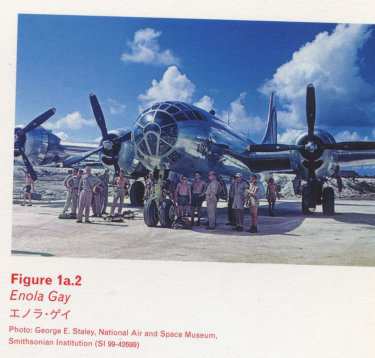 Figure 1a.2
Enola Gay
エノラ・ゲイ
Photo: George E. Staley, National Air and Space Museum,
Smithsonian Institution (SI 99-42699)